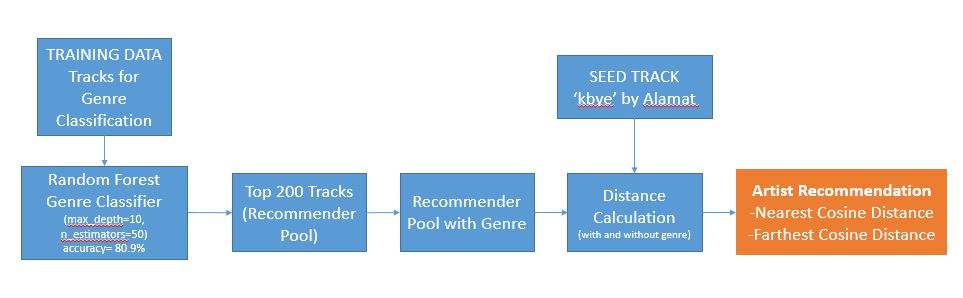 TRAINING DATA
Tracks for
Genre
Classification
SEED TRACK
‘kbye’ by Alamat
Random Forest
Genre Classifier
(max_depth=10,
n_estimators=50)
accuracy= 80.9%
Top 200 Tracks
(Recommender
Pool)
Recommender
Pool with Genre
Distance
Calculation
(with and without genre)
Artist Recommendation
-Nearest Cosine Distance
-Farthest Cosine Distance